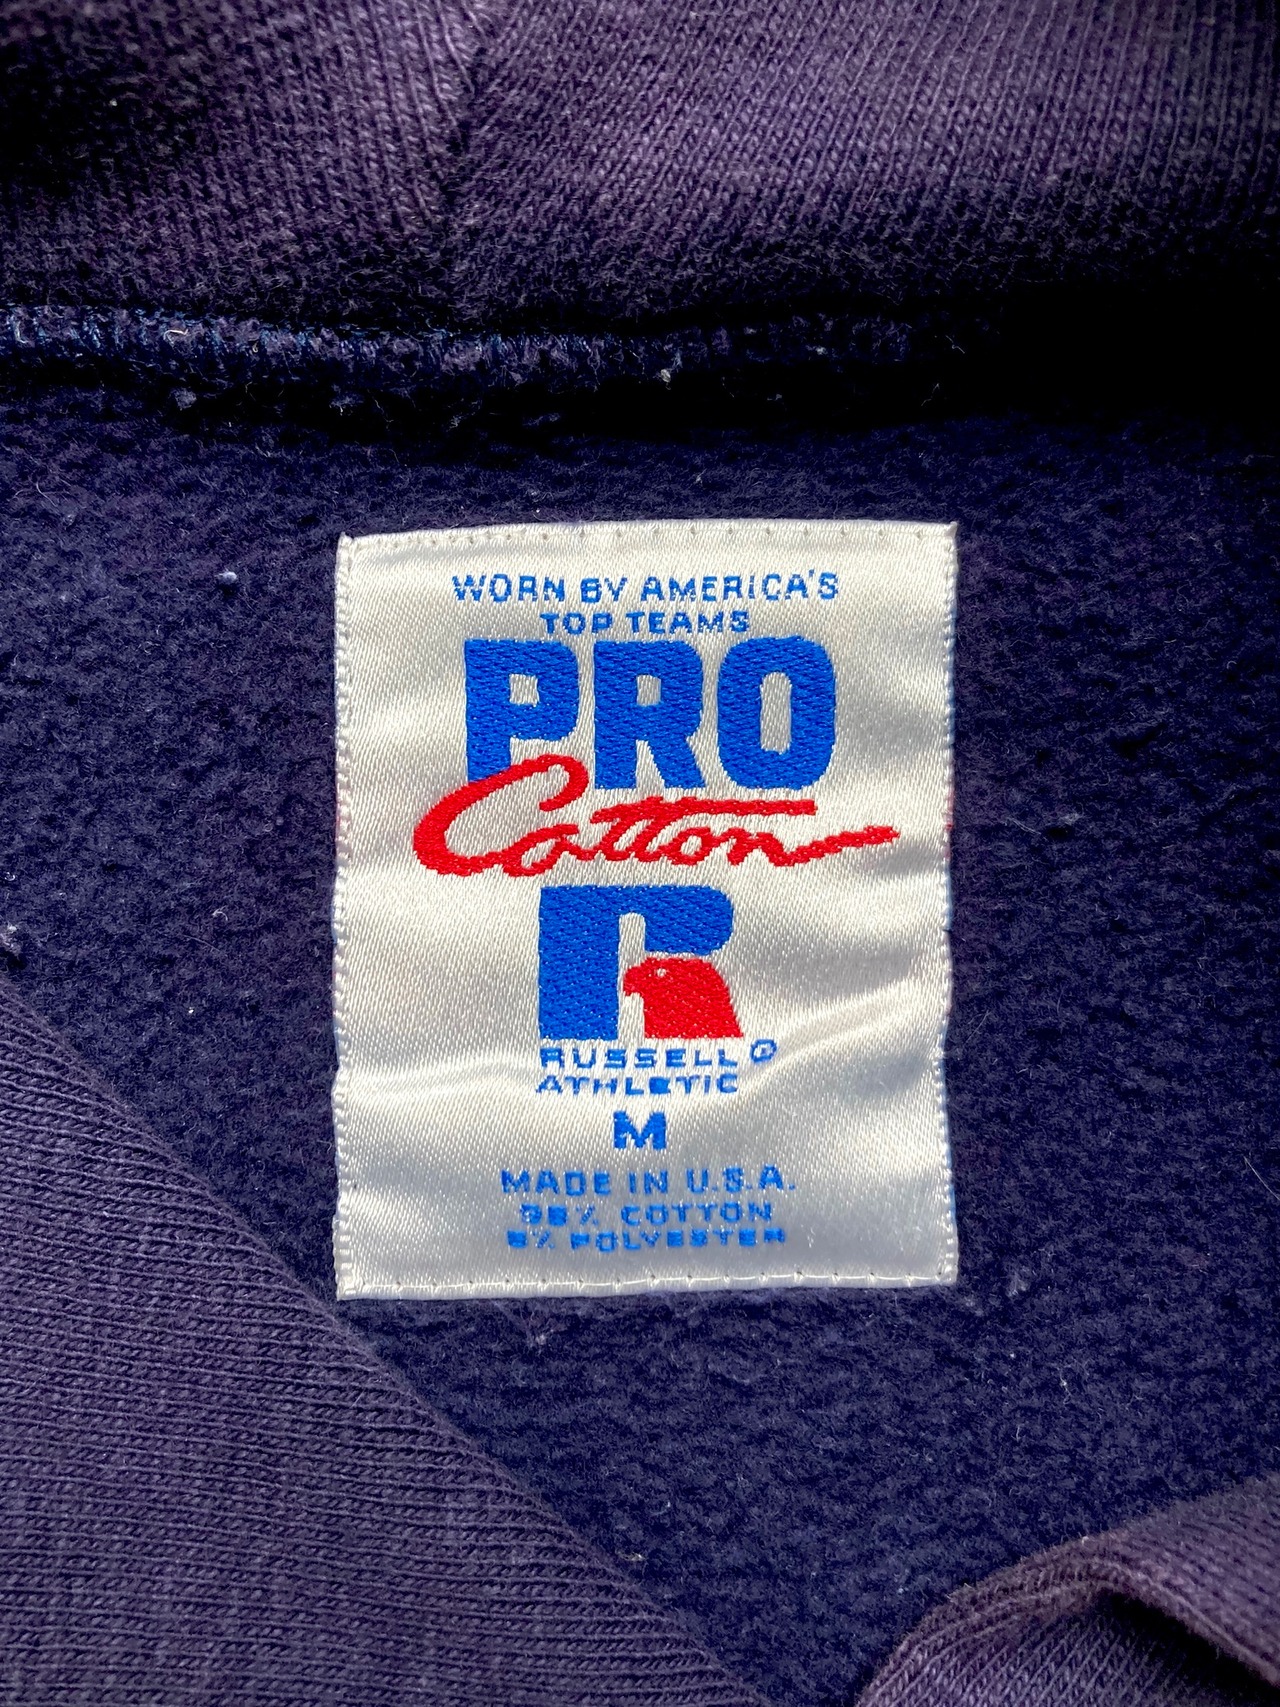 WORN BY AMERICA'S
TOP TEAMS
PRO
Cotton
R
RUSSELL®
ATHLETIC
M
MADE IN U.S.A.
COTTON
POLYESTER